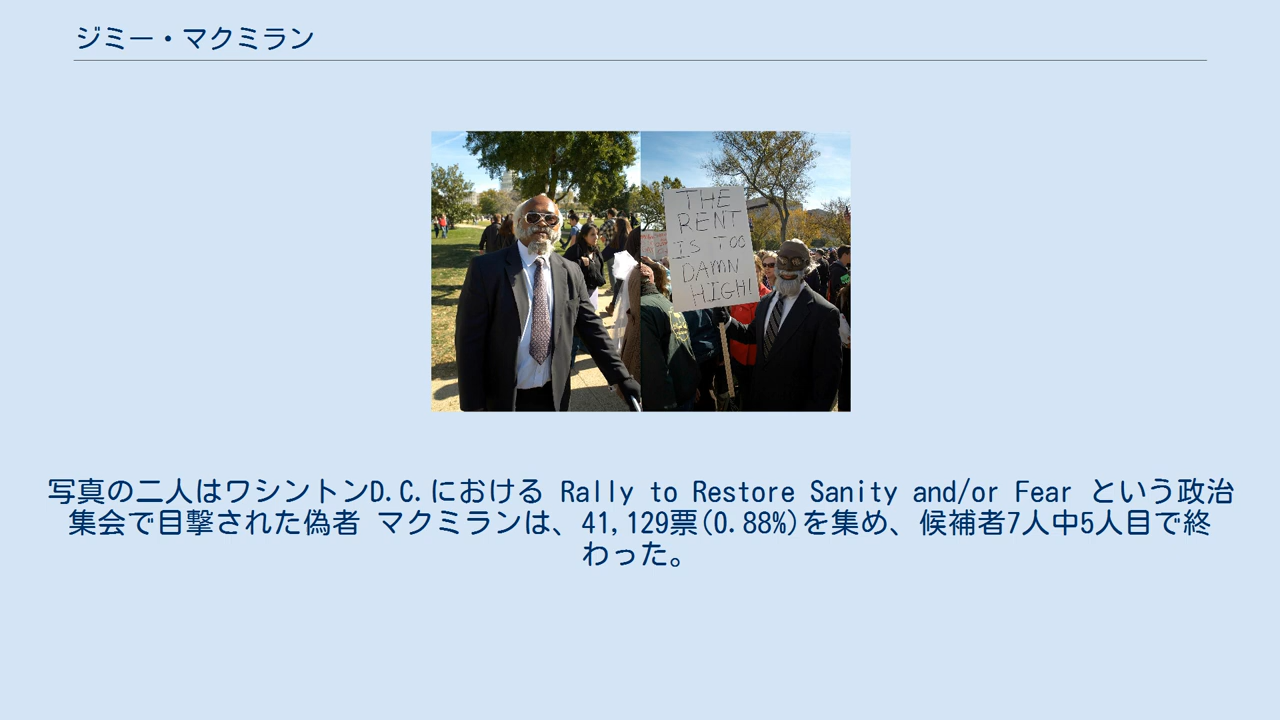 ジミー・マクミラン
THE
RENT
IS TOO
DAMN
HIGH!
写真の二人はワシントンD.C.における Rally to Restore Sanity and/or Fear という政治
集会で目撃された偽者 マクミランは、41,129票(0.88%)を集め、候補者7人中5人目で終
わった。